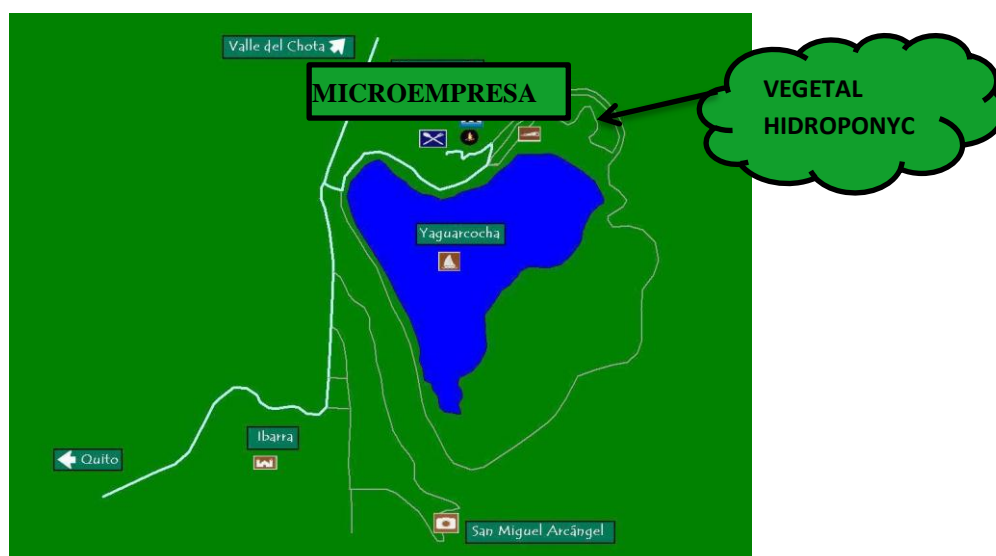 Valle del Chota
MICROEMPRESA
VEGETAL
HIDROPONYC
Yaguarcocha
Ibarra
Quito
San Miguel Arcángel